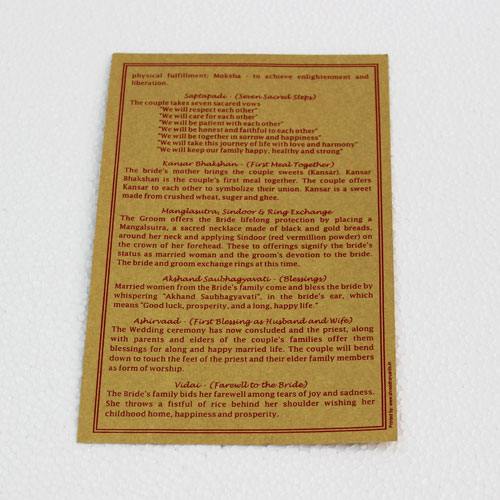 physical fulfillment; Moksha - to achieve enlightenment and
liberation.
Saptapadi - (Seven Sacred Steps)
The couple takes seven sacared vows
"We will respect each other"
"We will care for each other"
"We will be patient with each other"
"We will be honest and faithful to each other"
"We will be together in sorrow and happiness"
"We will take this journey of life with love and harmony"
"We will keep our family happy, healthy and strong"
Kansar Bhakshan - (First Meal Together)
The bride's mother brings the couple sweets (Kansar). Kansar
Bhakshan is the couple's first meal together. The couple offers
Kansar to each other to symbolize their union. Kansar is a sweet
made from crushed wheat, suger and ghee.
Manglasutra, Sindoor & Ring Exchange
The Groom offers the Bride lifelong protection by placing a
Mangalsutra, a sacred necklace made of black and gold breads,
around her neck and applying Sindoor (red vermillion powder) on
the crown of her forehead. These to offerings signify the bride's
status as married woman and the groom's devotion to the bride.
The bride and groom exchange rings at this time.
Akhand Saubhagyavati - (Blessings)
Married women from the Bride's family come and bless the bride by
whispering "Akhand Saubhagyavati", in the bride's ear, which
means "Good luck, prosperity, and a long, happy life."
Ashirvaad - (First Blessing as Husband and Wife)
The Wedding ceremony has now concluded and the priest, along
with parents and elders of the couple's families offer them
blessings for along and happy married life. The couple will bend
down to touch the feet of the priest and their elder family members
as form of worship.
Vidai - (Farewell to the Bride)
The Bride's family bids her farewell among tears of joy and sadness.
She throws a fistful of rice behind her shoulder wishing her
childhood home, happiness and prosperity.
Printed by: